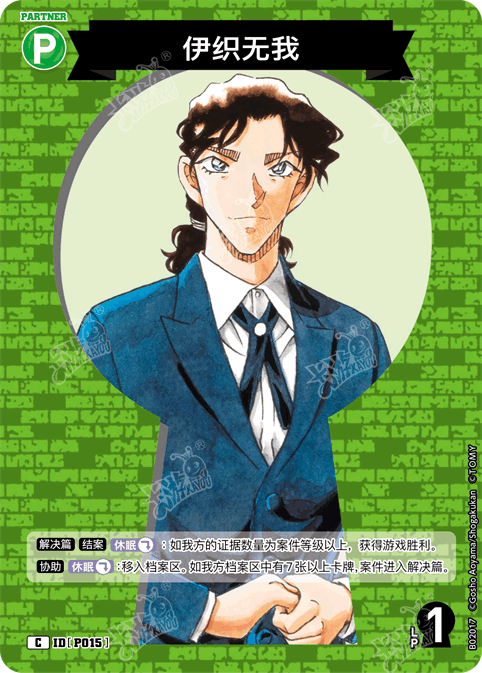 PARTNER
P
伊织无我
解决篇 结案 休眠 :如我方的证据数量为案件等级以上,获得游戏胜利。
协助 休眠 :移入档案区。如我方档案区中有7张以上卡牌,案件进入解决篇。
C ID[P015]
LP 1
B02017 ©Gosho Aoyama/Shogakukan ©TOMY